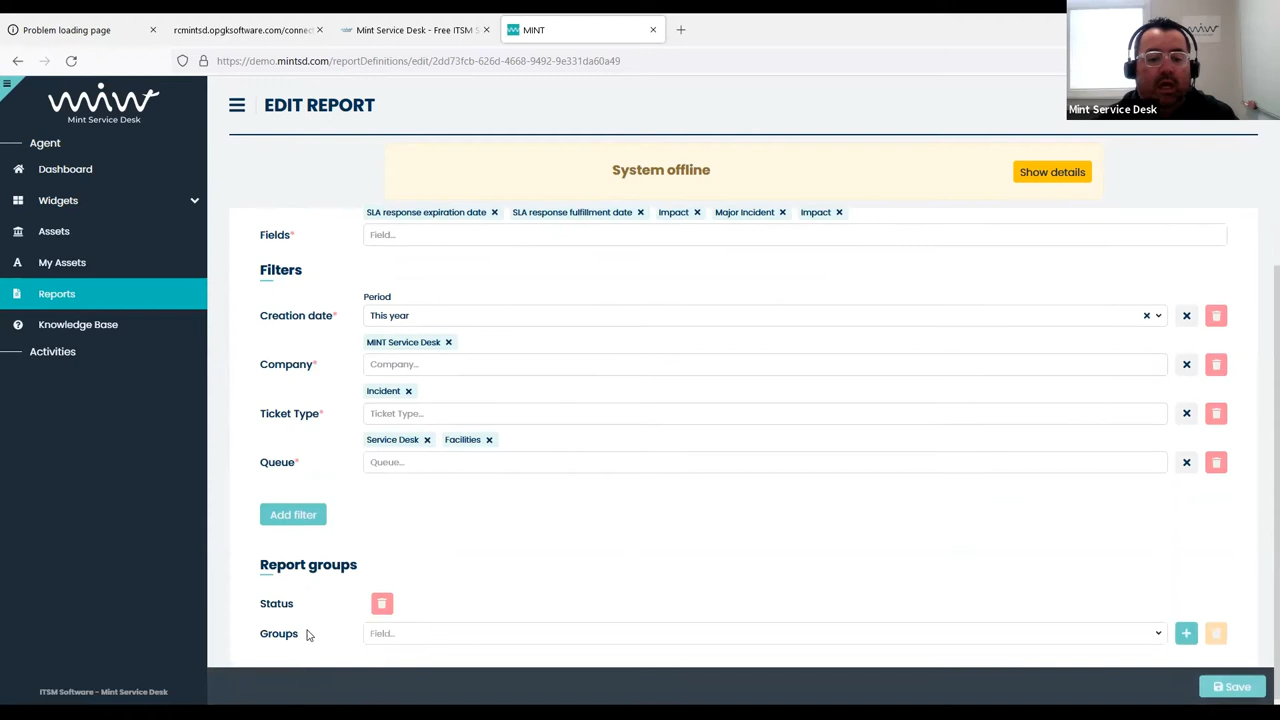 Problem loading page
rcmintsd.opgksoftware.com/connec
Mint Service Desk - Free ITSM S
MINT
https://demo.mintsd.com/reportDefinitions/edit/2dd73fcb-626d-4668-9492-9e331da60a49
Mint Service Desk
Mint Service Desk
EDIT REPORT
Agent
Dashboard
Widgets
Assets
My Assets
Reports
Knowledge Base
Activities
System offline
Show details
SLA response expiration date SLA response fulfillment date Impact Major Incident Impact
Fields* Field...
Filters
Period
Creation date* This year
MINT Service Desk
Company* Company...
Incident
Ticket Type* Ticket Type...
Service Desk Facilities
Queue* Queue...
Add filter
Report groups
Status
Groups Field...
ITSM Software - Mint Service Desk
Save